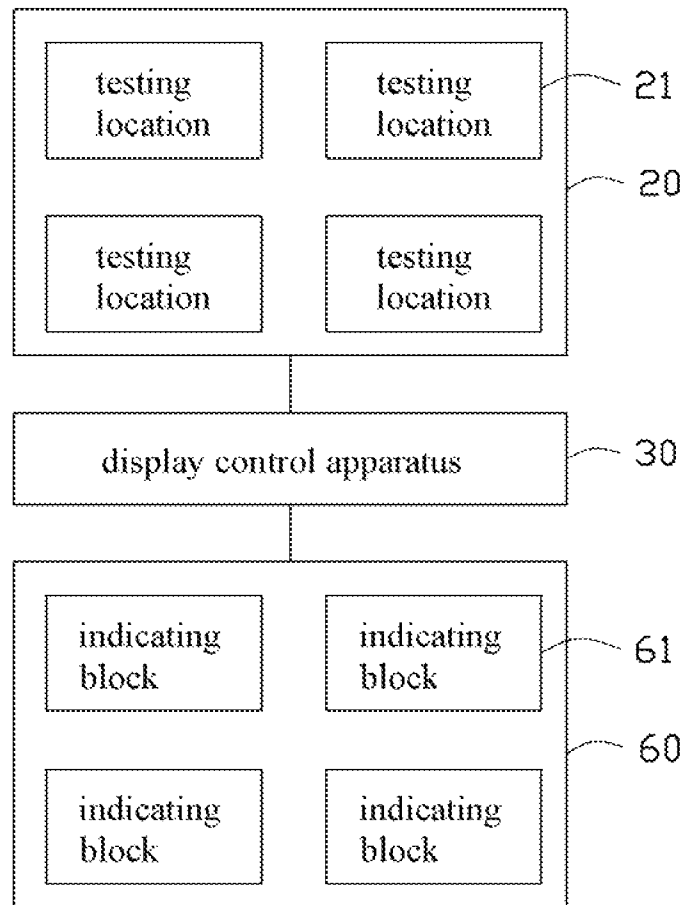 testing
location
testing
location
21
20
testing
location
testing
location
display control apparatus
30
indicating
block
indicating
block
61
60
indicating
block
indicating
block